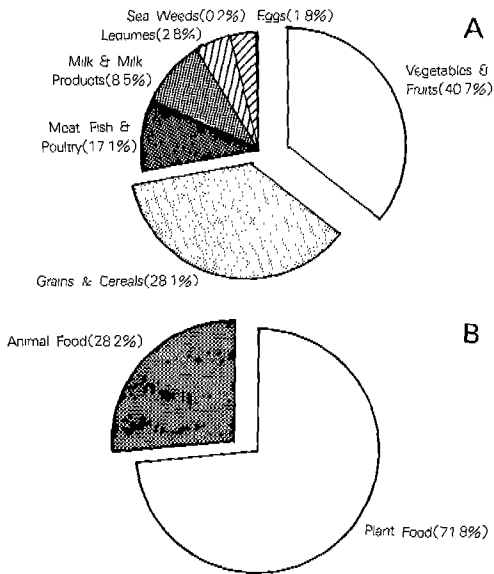 Sea Weeds(0.2%) Eggs(1.8%)
Legumes(2.8%)
A
Milk & Milk
Products(8.5%)
Vegetables &
Fruits(40.7%)
Meat Fish &
Poultry(17.1%)
Grains & Cereals(28.1%)
B
Animal Food(28.2%)
Plant Food(71.8%)